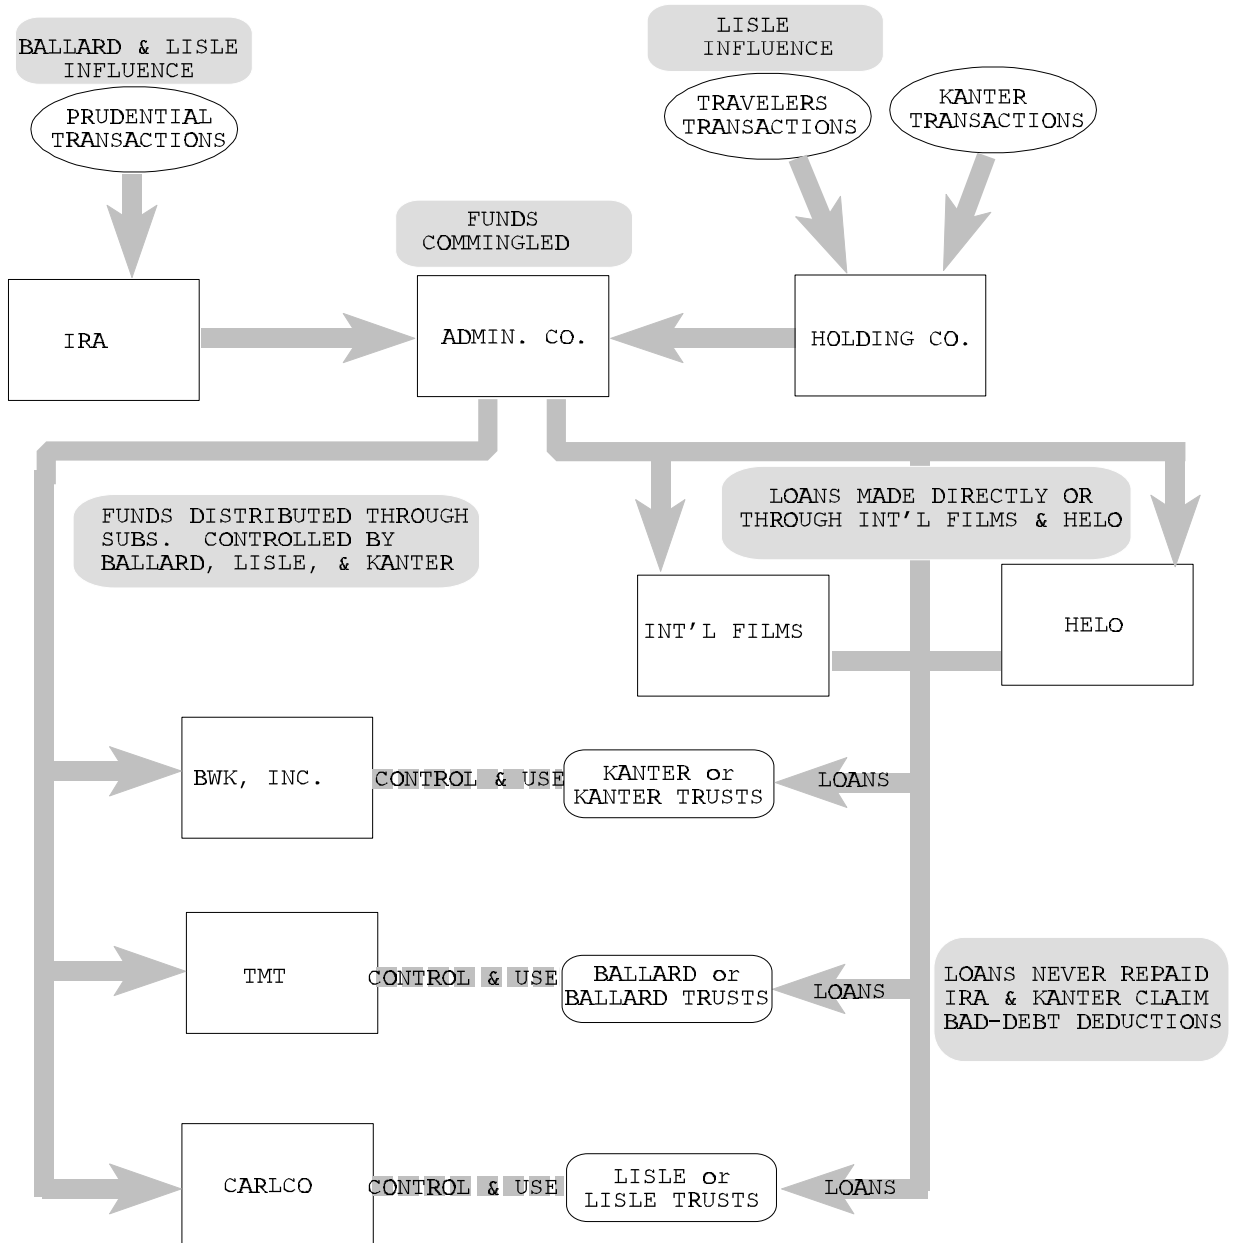 BALLARD & LISLE
INFLUENCE
PRUDENTIAL
TRANSACTIONS
LISLE
INFLUENCE
TRAVELERS
TRANSACTIONS
KANTER
TRANSACTIONS
FUNDS
COMMINGLED
IRA
ADMIN. CO.
HOLDING CO.
FUNDS DISTRIBUTED THROUGH
SUBS. CONTROLLED BY
BALLARD, LISLE, & KANTER
LOANS MADE DIRECTLY OR
THROUGH INT'L FILMS & HELO
INT'L FILMS
HELO
BWK, INC.
CONTROL & USE
KANTER or
KANTER TRUSTS
LOANS
TMT
CONTROL & USE
BALLARD or
BALLARD TRUSTS
LOANS
LOANS NEVER REPAID
IRA & KANTER CLAIM
BAD-DEBT DEDUCTIONS
CARLCO
CONTROL & USE
LISLE or
LISLE TRUSTS
LOANS